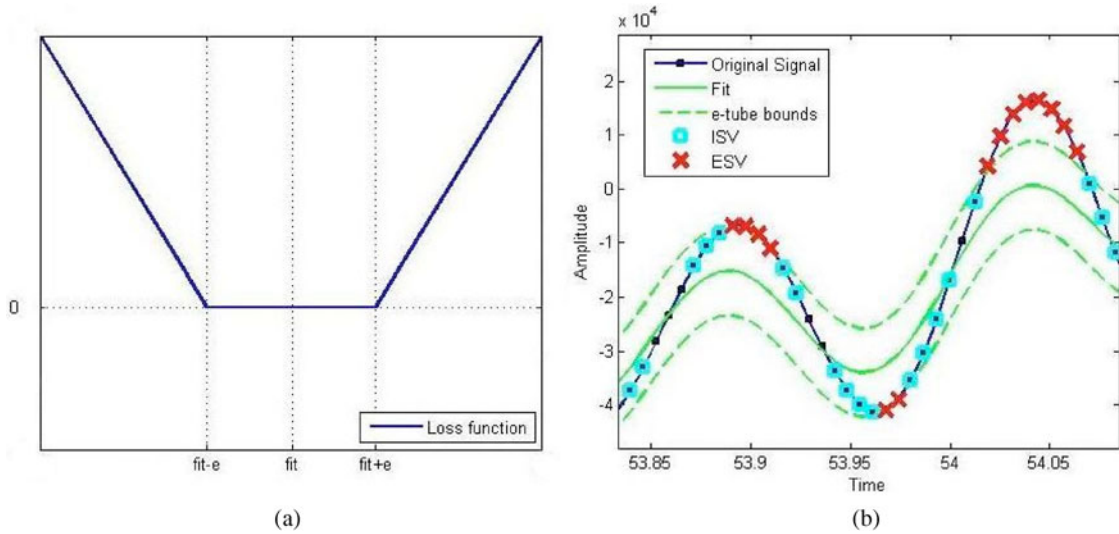 0
fit-e
fit
fit+e
Loss function
(a)
x 10^4
2
1
0
-1
-2
-3
-4
Amplitude
53.85
53.9
53.95
54
54.05
Time
Original Signal
Fit
e-tube bounds
ISV
ESV
(b)